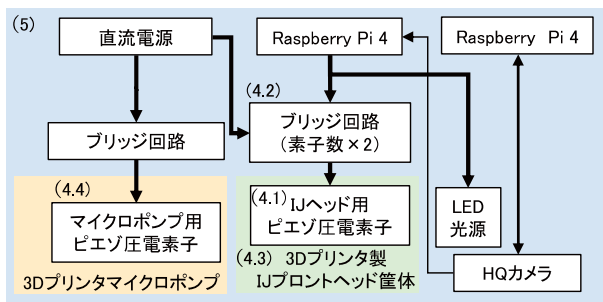 (5)
直流電源
Raspberry Pi 4
Raspberry Pi 4
(4.2)
ブリッジ回路
ブリッジ回路
（素子数×2）
(4.4)
マイクロポンプ用
ピエゾ圧電素子
3Dプリンタマイクロポンプ
(4.1) IJヘッド用
ピエゾ圧電素子
(4.3) 3Dプリンタ製
IJプロントヘッド筐体
LED
光源
HQカメラ